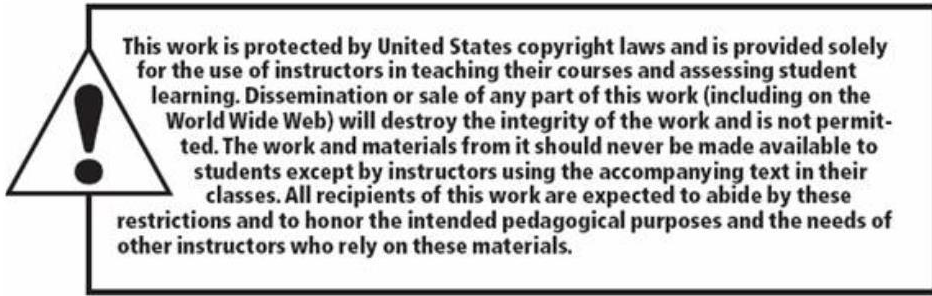 This work is protected by United States copyright laws and is provided solely
for the use of instructors in teaching their courses and assessing student
learning. Dissemination or sale of any part of this work (including on the
World Wide Web) will destroy the integrity of the work and is not permit-
ted. The work and materials from it should never be made available to
students except by instructors using the accompanying text in their
classes. All recipients of this work are expected to abide by these
restrictions and to honor the intended pedagogical purposes and the needs of
other instructors who rely on these materials.